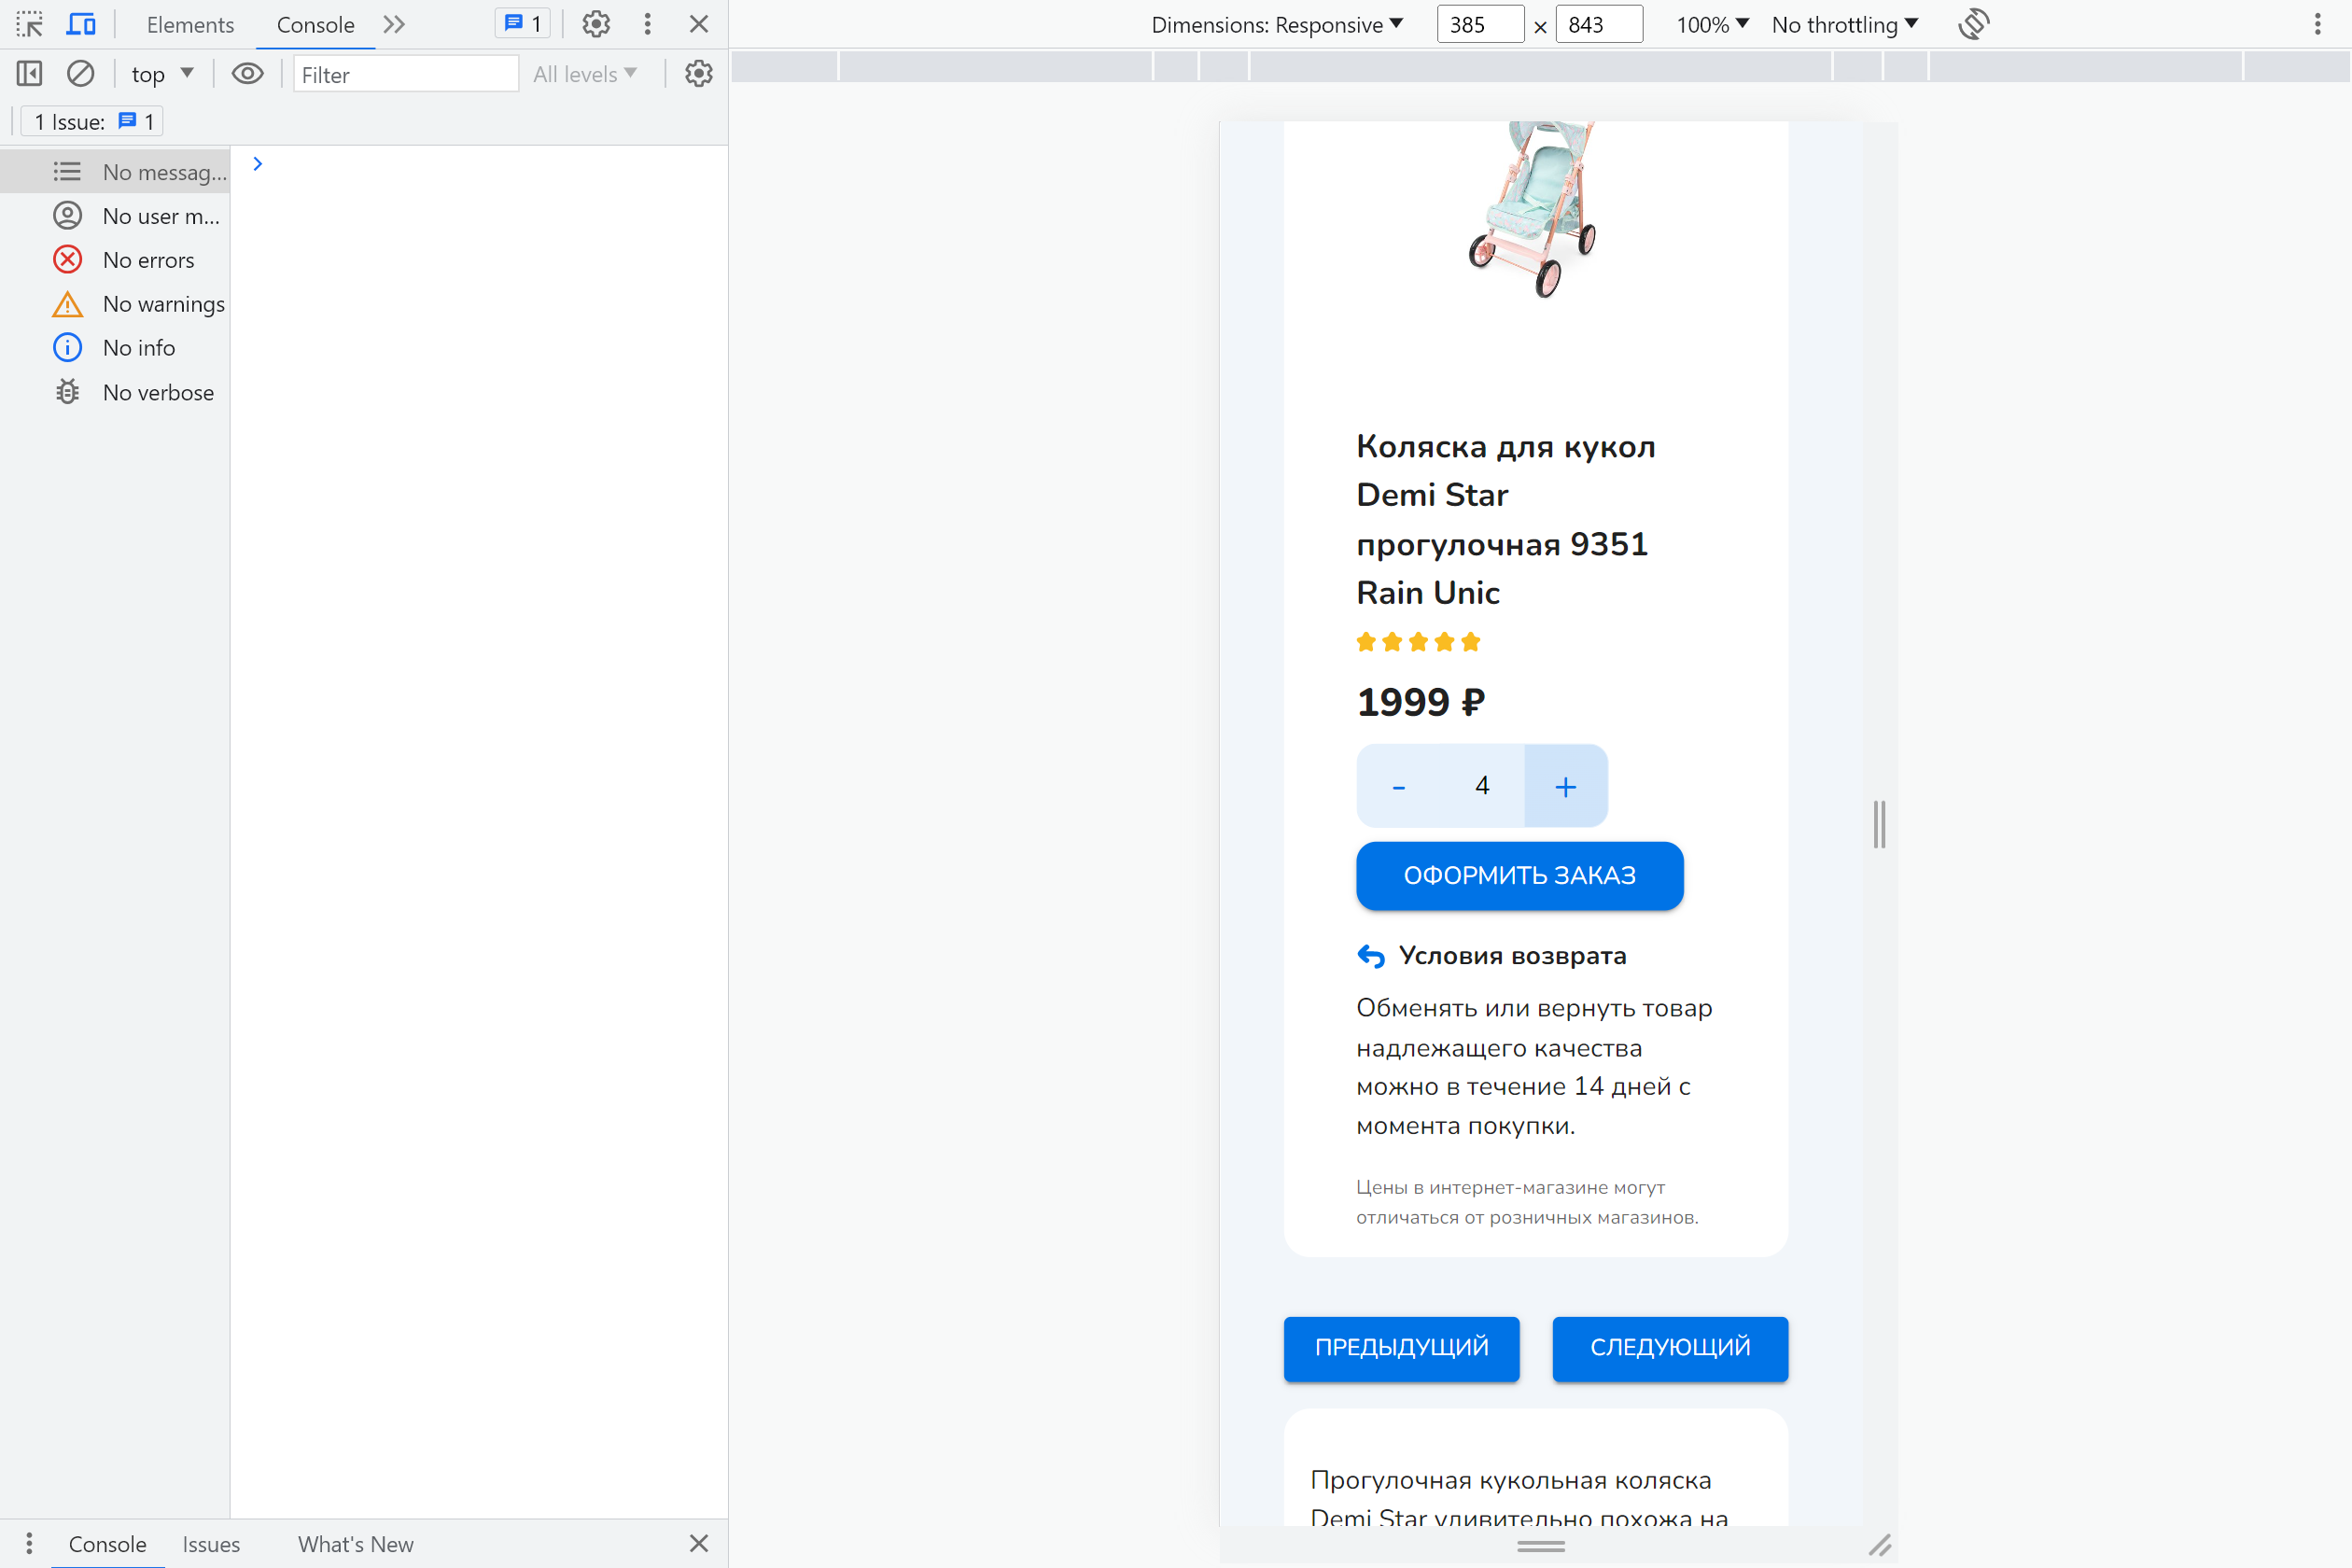 Elements
Console
1
top
Filter
All levels
1 Issue: 1
No messag...
No user m...
No errors
No warnings
No info
No verbose
Console
Issues
What's New
Dimensions: Responsive
385 × 843
100%
No throttling
Коляска для кукол
Demi Star
прогулочная 9351
Rain Unic
1999 ₽
- 4 +
ОФОРМИТЬ ЗАКАЗ
Условия возврата
Обменять или вернуть товар
надлежащего качества
можно в течение 14 дней с
момента покупки.
Цены в интернет-магазине могут
отличаться от розничных магазинов.
ПРЕДЫДУЩИЙ
СЛЕДУЮЩИЙ
Прогулочная кукольная коляска
Demi Star удивительно похожа на